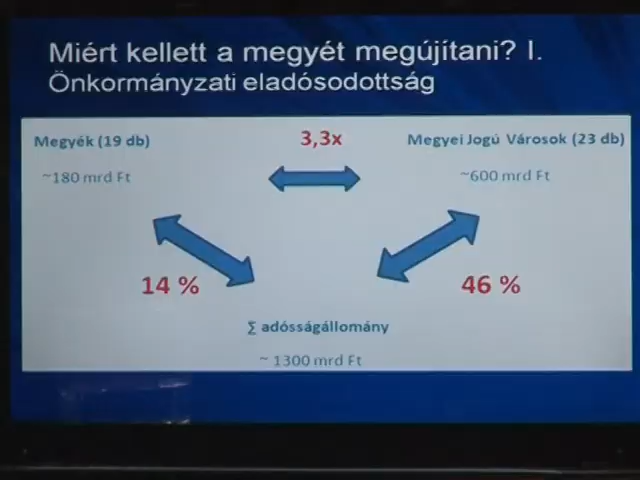 Miért kellett a megyét megújítani? I.
Önkormányzati eladósodottság
Megyék (19 db)
3,3x
Megyei Jogú Városok (23 db)
~180 mrd Ft
~600 mrd Ft
14 %
46 %
∑ adósságállomány
~ 1300 mrd Ft